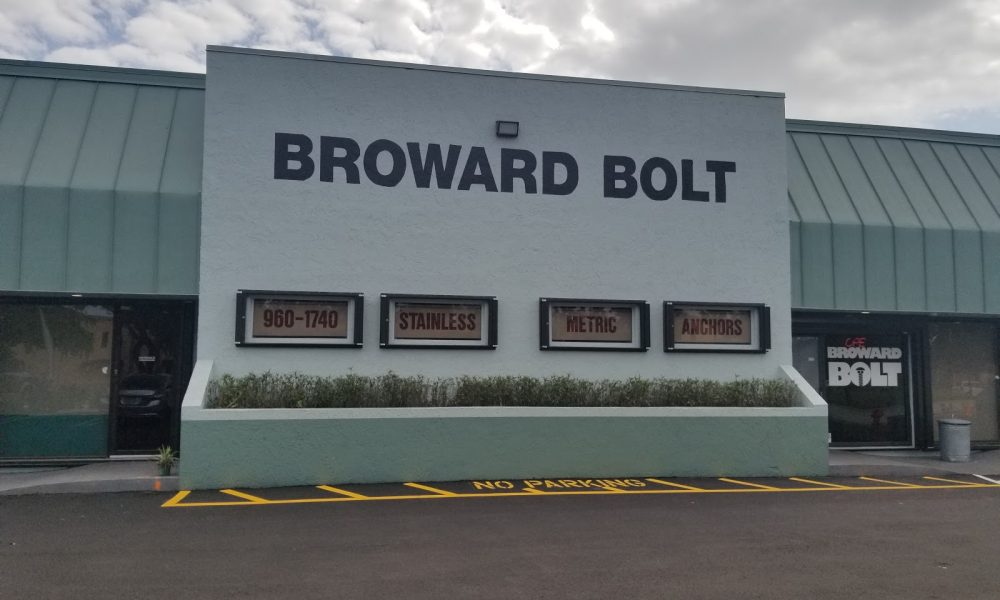 BROWARD BOLT
960-1740
STAINLESS
METRIC
ANCHORS
BROWARD
BOLT
NO PARKING